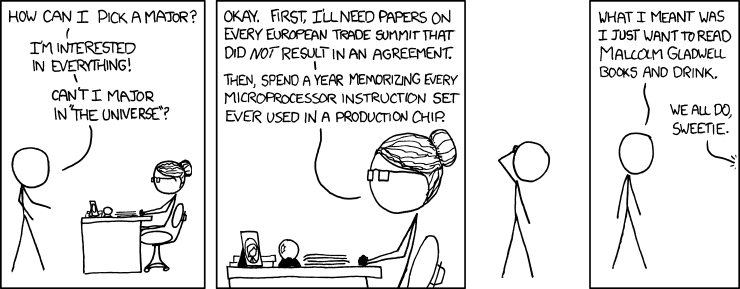 HOW CAN I PICK A MAJOR?
I'M INTERESTED
IN EVERYTHING!
CAN'T I MAJOR
IN "THE UNIVERSE"?
OKAY. FIRST, I'LL NEED PAPERS ON
EVERY EUROPEAN TRADE SUMMIT THAT
DID NOT RESULT IN AN AGREEMENT.
THEN, SPEND A YEAR MEMORIZING EVERY
MICROPROCESSOR INSTRUCTION SET
EVER USED IN A PRODUCTION CHIP.
WHAT I MEANT WAS
I JUST WANT TO READ
MALCOLM GLADWELL
BOOKS AND DRINK.
WE ALL DO,
SWEETIE.